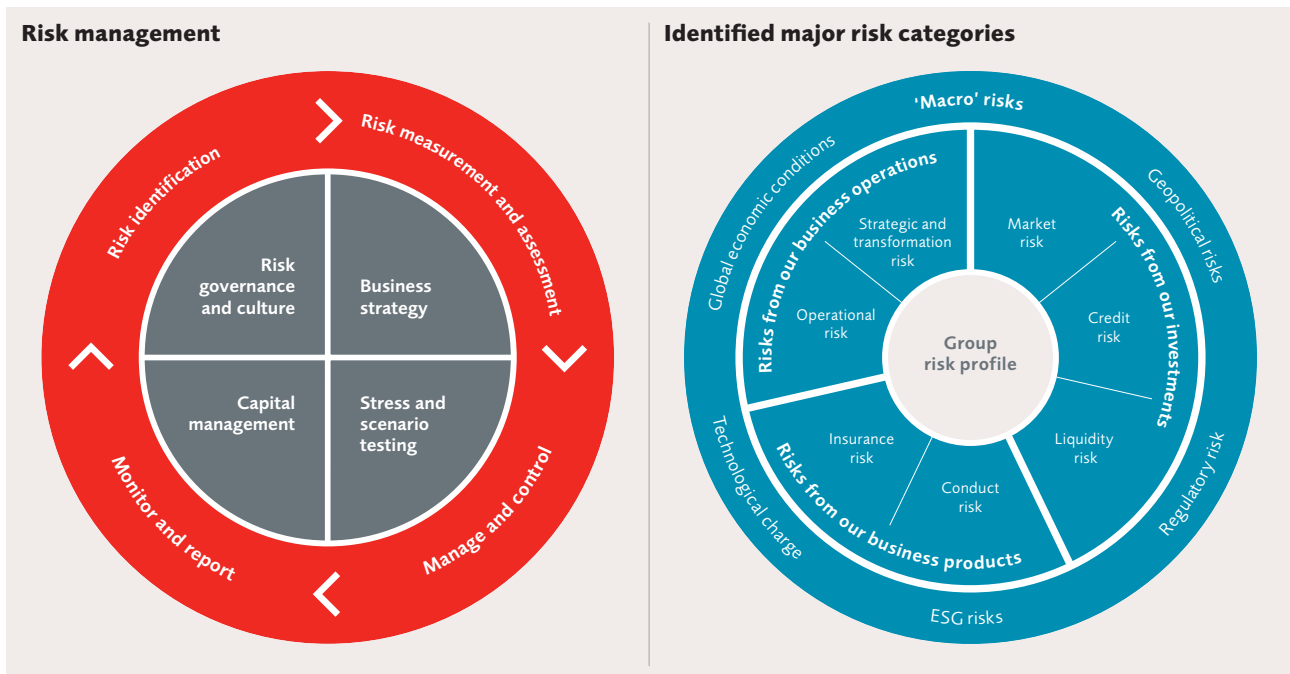 Risk management
Risk identification
Risk measurement and assessment
Manage and control
Monitor and report
Risk
governance
and culture
Business
strategy
Capital
management
Stress and
scenario
testing
Identified major risk categories
'Macro' risks
Global economic conditions
Geopolitical risks
Regulatory risk
ESG risks
Technological charge
Risks from our business operations
Strategic and
transformation
risk
Operational
risk
Risks from our investments
Market
risk
Credit
risk
Liquidity
risk
Risks from our business products
Insurance
risk
Conduct
risk
Group
risk profile